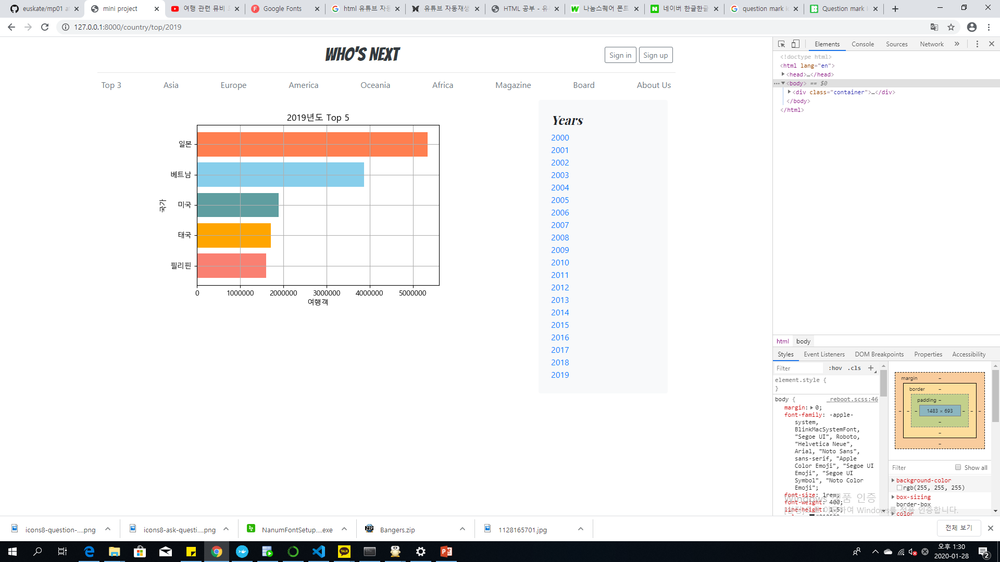 euskate/mp01 at
mini project
여행 관련 뮤비
Google Fonts
html 유튜브 자동
유튜브 자동재생
HTML 공부 - 유
나눔스퀘어 폰트
네이버 한글한글
question mark i
Question mark
127.0.0.1:8000/country/top/2019
WHO'S NEXT
Sign in
Sign up
Top 3
Asia
Europe
America
Oceania
Africa
Magazine
Board
About Us
2019년도 Top 5
국가
일본
베트남
미국
태국
필리핀
0
1000000
2000000
3000000
4000000
5000000
여행객
Years
2000
2001
2002
2003
2004
2005
2006
2007
2008
2009
2010
2011
2012
2013
2014
2015
2016
2017
2018
2019
Elements
Console
Sources
Network
<!doctype html>
<html lang="en">
<head>…</head>
<body> == $0
<div class="container">…</div>
</body>
</html>
html
body
Styles
Event Listeners
DOM Breakpoints
Properties
Accessibility
Filter
:hov
.cls
element.style {
}
body {
_reboot.scss:46
margin: 0;
font-family: -apple-
system,
BlinkMacSystemFont,
"Segoe UI", Roboto,
"Helvetica Neue",
Arial, "Noto Sans",
sans-serif, "Apple
Color Emoji", "Segoe UI
Emoji", "Segoe UI
Symbol", "Noto Color
Emoji";
font-size: 1rem;
font-weight: 400;
line-height: 1.5;
margin
border
padding
1483 × 693
Filter
Show all
background-color
rgb(255, 255, 255)
box-sizing
border-box
color
Windows 정품 인증
[설정]으로 이동하여 Windows를 정품 인증합니다.
icons8-question-....png
icons8-ask-questi....png
NanumFontSetup....exe
Bangers.zip
1128165701.jpg
전체 보기
오후 1:30
2020-01-28
2